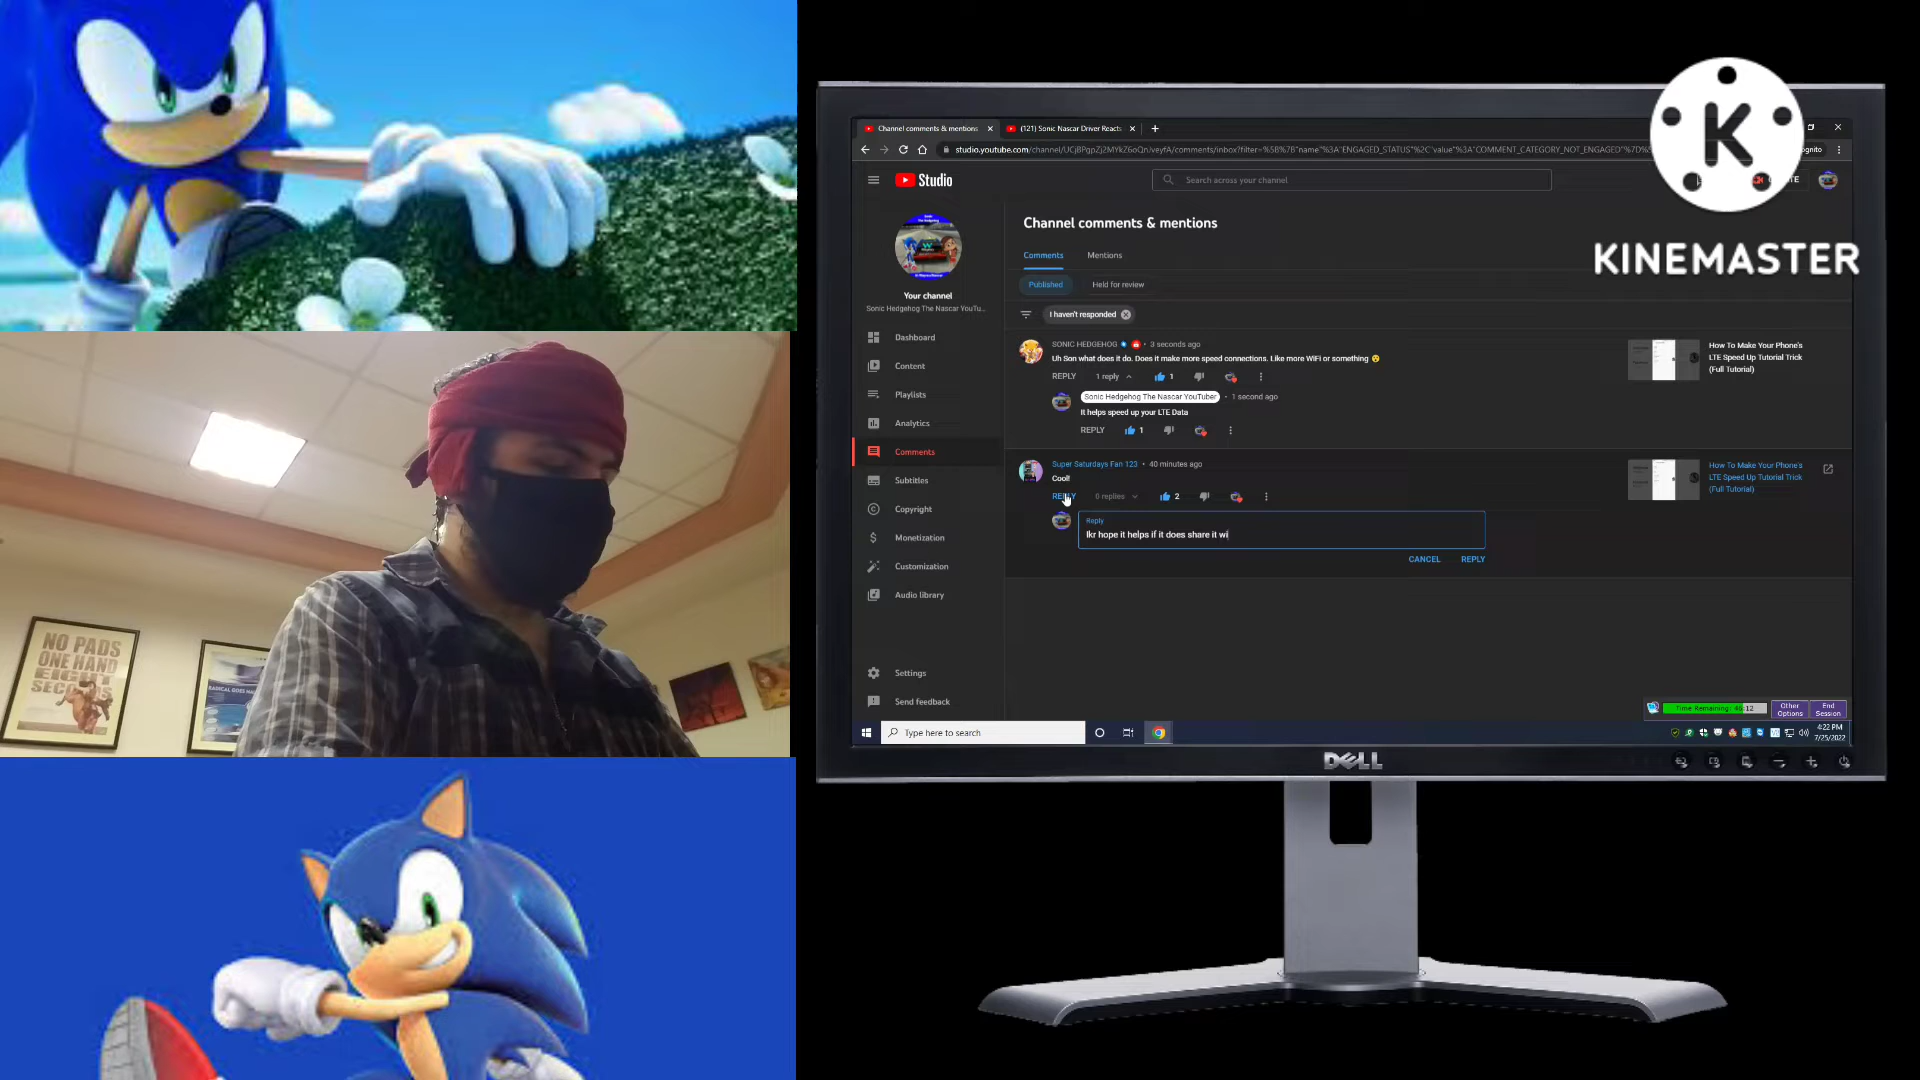 NO PADS
ONE HAND
EIGHT
Channel comments & mentions
(121) Sonic Nascar Driver Reacts
Studio
Search across your channel
KINEMASTER
Channel comments & mentions
Comments
Mentions
Published
Held for review
I haven't responded
Your channel
Sonic Hedgehog The Nascar YouTu...
Dashboard
Content
Playlists
Analytics
Comments
Subtitles
Copyright
Monetization
Customization
Audio library
Settings
Send feedback
SONIC HEDGEHOG • 3 seconds ago
Uh Son what does it do. Does it make more speed connections. Like more WiFi or something 😮
REPLY 1 reply 1
Sonic Hedgehog The Nascar YouTuber • 1 second ago
It helps speed up your LTE Data
REPLY 1
How To Make Your Phone's
LTE Speed Up Tutorial Trick
(Full Tutorial)
Super Saturdays Fan 123 • 40 minutes ago
Cool!
REPLY 0 replies 2
Reply
Ikr hope it helps if it does share it wi
CANCEL REPLY
How To Make Your Phone's
LTE Speed Up Tutorial Trick
(Full Tutorial)
Other
Options
End
Session
Type here to search
4:22 PM
7/25/2022
DELL